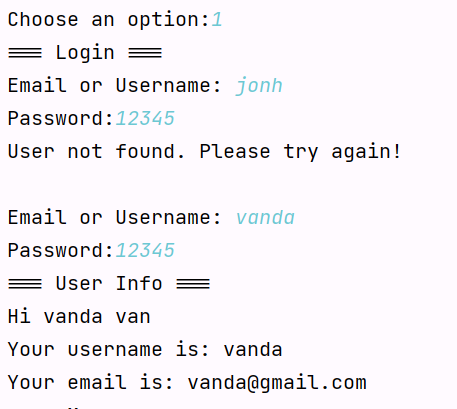 Choose an option:1
=== Login ===
Email or Username: jonh
Password:12345
User not found. Please try again!
Email or Username: vanda
Password:12345
=== User Info ===
Hi vanda van
Your username is: vanda
Your email is: vanda@gmail.com